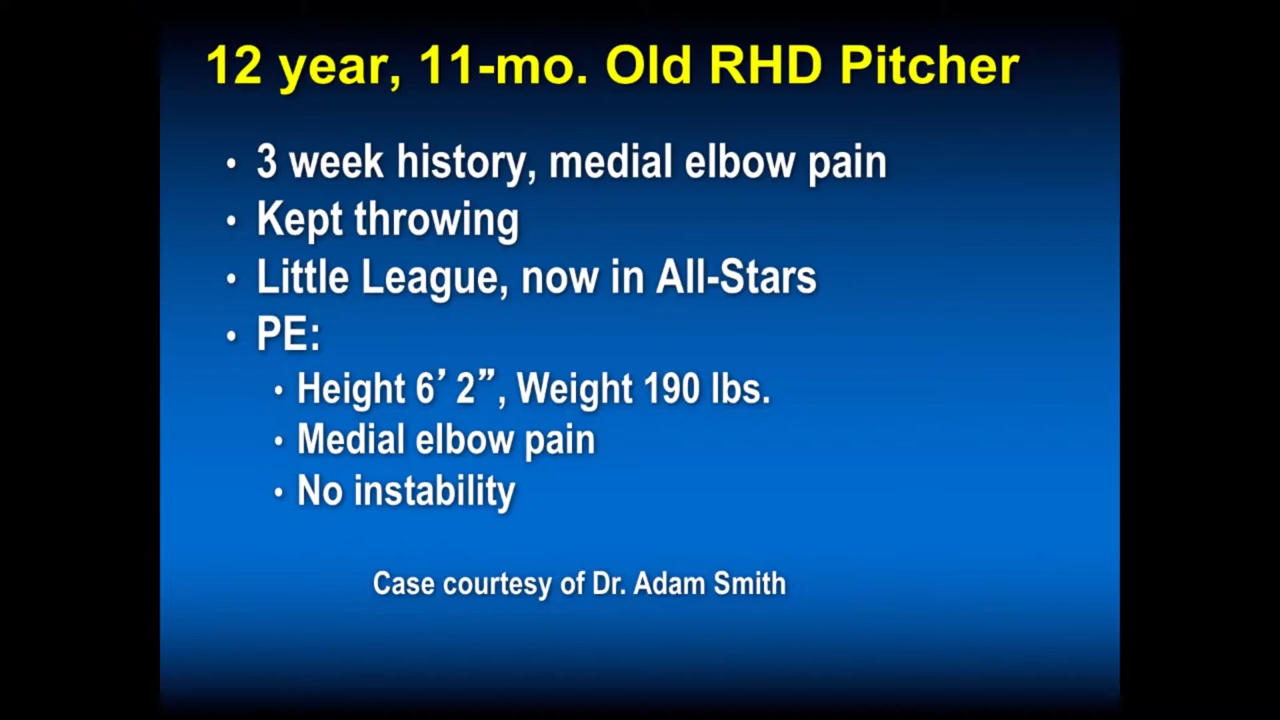 12 year, 11-mo. Old RHD Pitcher
• 3 week history, medial elbow pain
• Kept throwing
• Little League, now in All-Stars
• PE:
• Height 6’ 2”, Weight 190 lbs.
• Medial elbow pain
• No instability
Case courtesy of Dr. Adam Smith